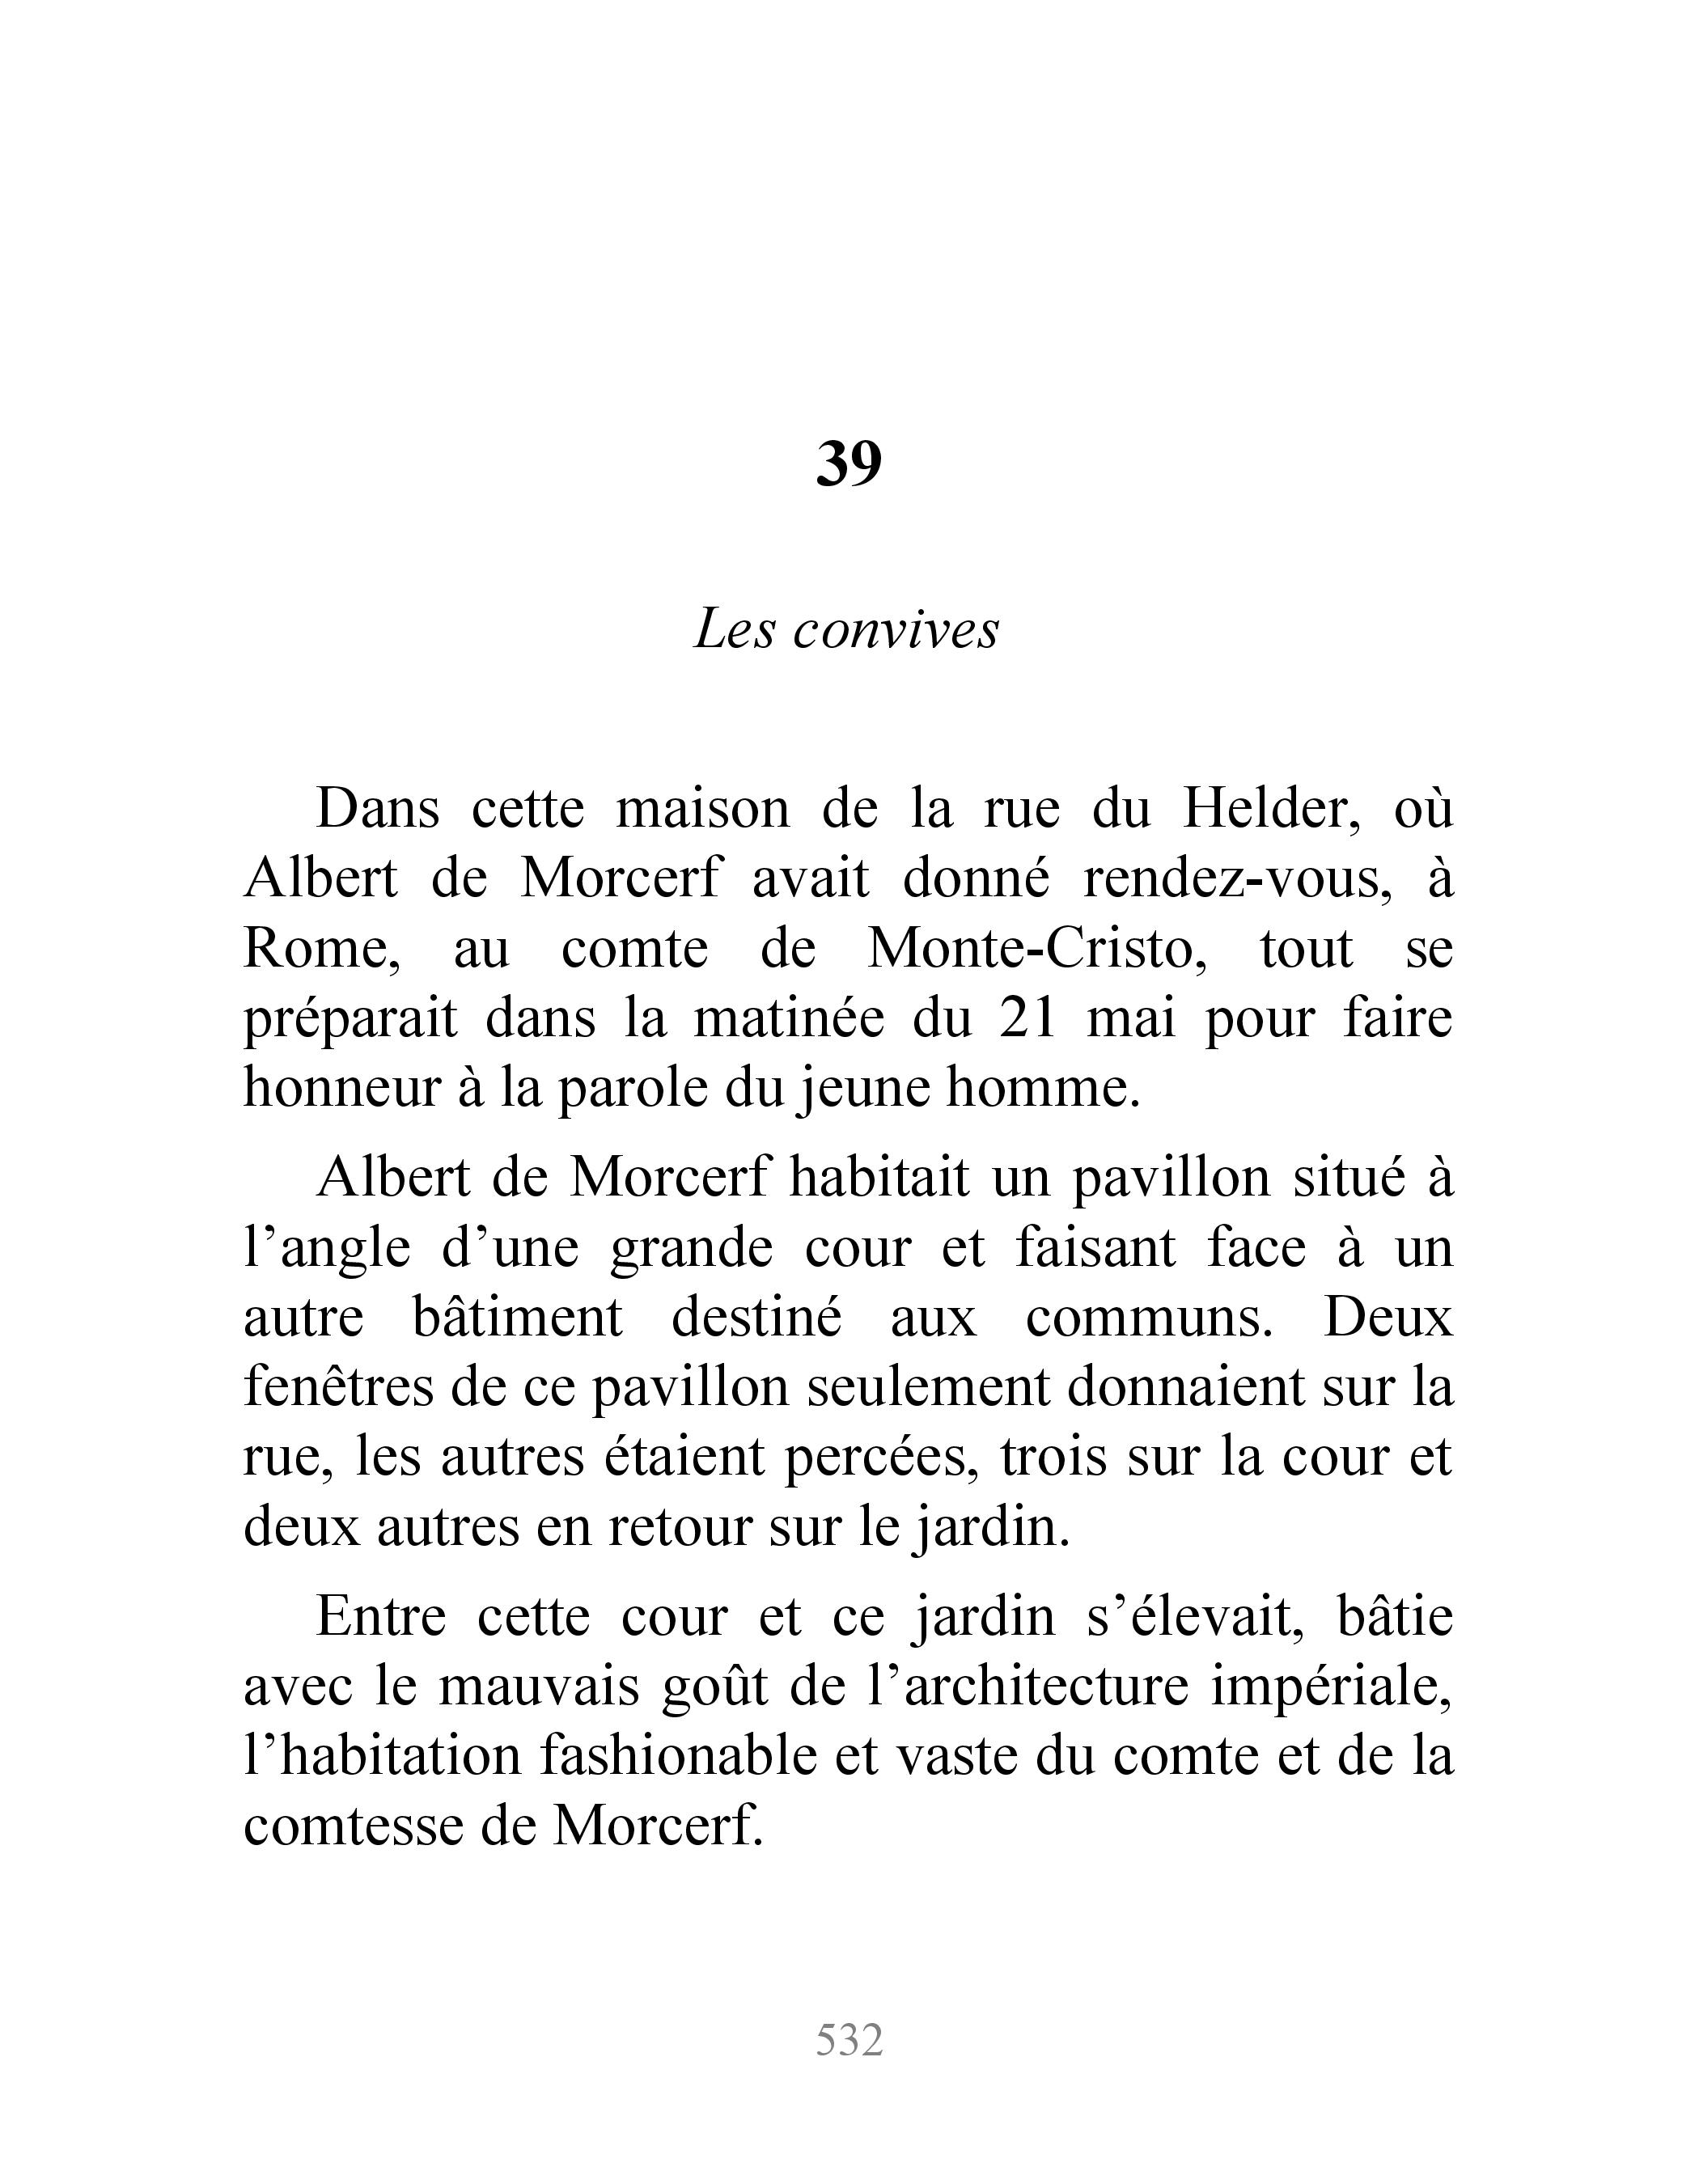 39
Les convives
Dans cette maison de la rue du Helder, où
Albert de Morcerf avait donné rendez-vous, à
Rome, au comte de Monte-Cristo, tout se
préparait dans la matinée du 21 mai pour faire
honneur à la parole du jeune homme.
Albert de Morcerf habitait un pavillon situé à
l’angle d’une grande cour et faisant face à un
autre bâtiment destiné aux communs. Deux
fenêtres de ce pavillon seulement donnaient sur la
rue, les autres étaient percées, trois sur la cour et
deux autres en retour sur le jardin.
Entre cette cour et ce jardin s’élevait, bâtie
avec le mauvais goût de l’architecture impériale,
l’habitation fashionable et vaste du comte et de la
comtesse de Morcerf.
532